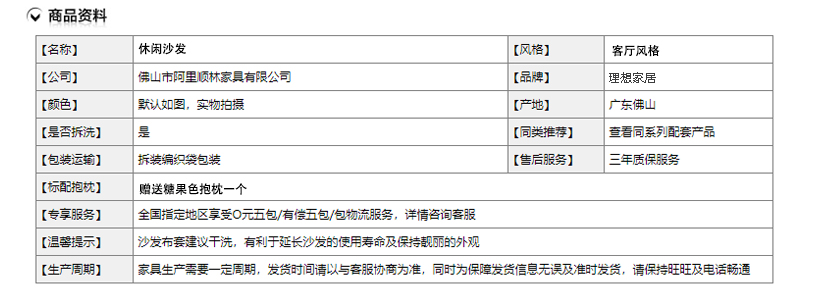 商品资料
【名称】 休闲沙发 【风格】 客厅风格
【公司】 佛山市阿里顺林家具有限公司 【品牌】 理想家居
【颜色】 默认如图，实物拍摄 【产地】 广东佛山
【是否拆洗】 是 【同类推荐】 查看同系列配套产品
【包装运输】 拆装编织袋包装 【售后服务】 三年质保服务
【标配抱枕】 赠送糖果色抱枕一个
【专享服务】 全国指定地区享受0元五包/有偿五包/包物流服务，详情咨询客服
【温馨提示】 沙发布套建议干洗，有利于延长沙发的使用寿命及保持靓丽的外观
【生产周期】 家具生产需要一定周期，发货时间请以与客服协商为准，同时为保障发货信息无误及准时发货，请保持旺旺及电话畅通